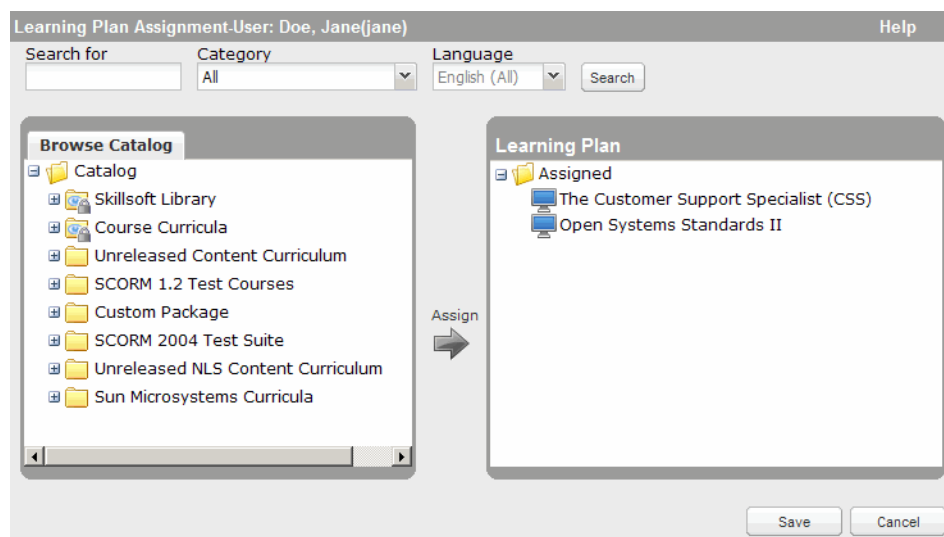 Learning Plan Assignment-User: Doe, Jane(jane) Help
Search for Category Language
All English (All) Search
Browse Catalog
Catalog
Skillsoft Library
Course Curricula
Unreleased Content Curriculum
SCORM 1.2 Test Courses
Custom Package
SCORM 2004 Test Suite
Unreleased NLS Content Curriculum
Sun Microsystems Curricula
Assign
Learning Plan
Assigned
The Customer Support Specialist (CSS)
Open Systems Standards II
Save Cancel